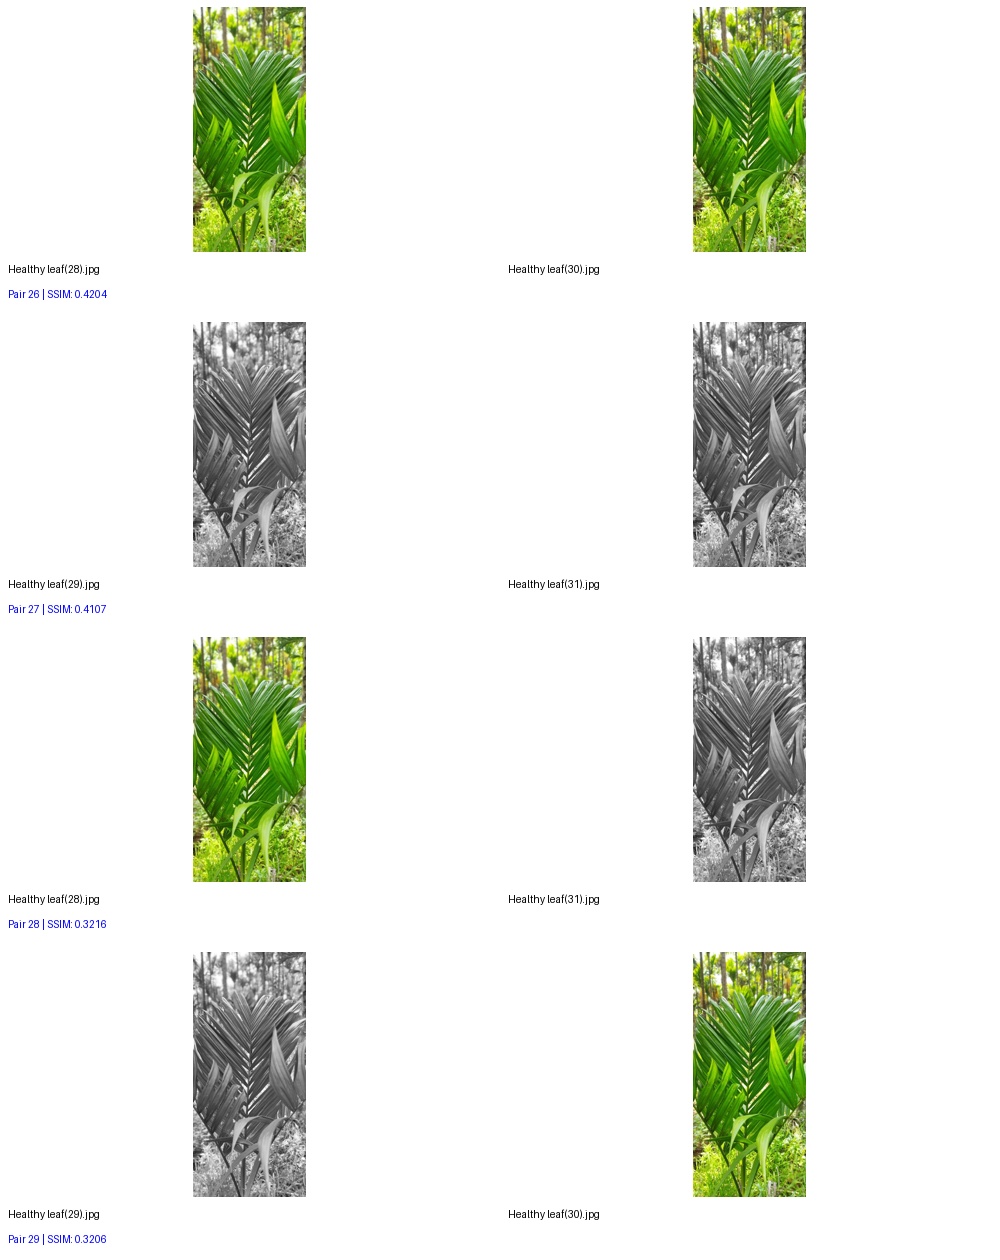 Healthy leaf(28).jpg
Healthy leaf(30).jpg
Pair 26 | SSIM: 0.4204
Healthy leaf(29).jpg
Healthy leaf(31).jpg
Pair 27 | SSIM: 0.4107
Healthy leaf(28).jpg
Healthy leaf(31).jpg
Pair 28 | SSIM: 0.3216
Healthy leaf(29).jpg
Healthy leaf(30).jpg
Pair 29 | SSIM: 0.3206